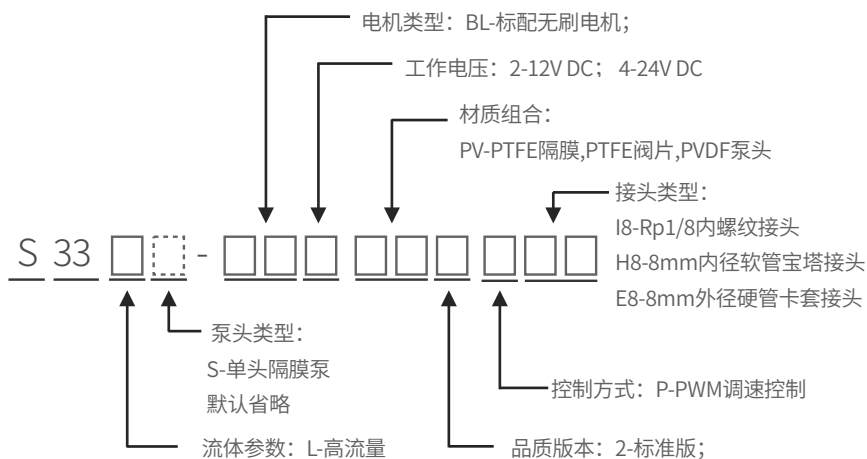 电机类型：BL-标配无刷电机；
工作电压：2-12V DC； 4-24V DC
材质组合：
PV-PTFE隔膜,PTFE阀片,PVDF泵头
接头类型：
I8-Rp1/8内螺纹接头
H8-8mm内径软管宝塔接头
E8-8mm外径硬管卡套接头
S 33 -
泵头类型：
S-单头隔膜泵
默认省略
控制方式：P-PWM调速控制
流体参数：L-高流量
品质版本：2-标准版；